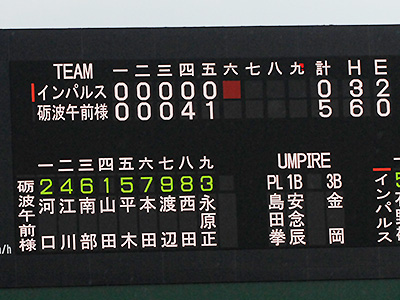 TEAM 一 二 三 四 五 六 七 八 九 計 H E
インパルス 0 0 0 0 0 0 3 2
砺波午前様 0 0 0 4 1 5 6 0
一 二 三 四 五 六 七 八 九
2 4 6 1 5 7 9 8 3
砺波午前様
河口
江川
南部
山田
平木
本田
渡辺
西田
永原正
UMPIRE
PL 1B 3B
島拳
安念辰
金岡
インパルス